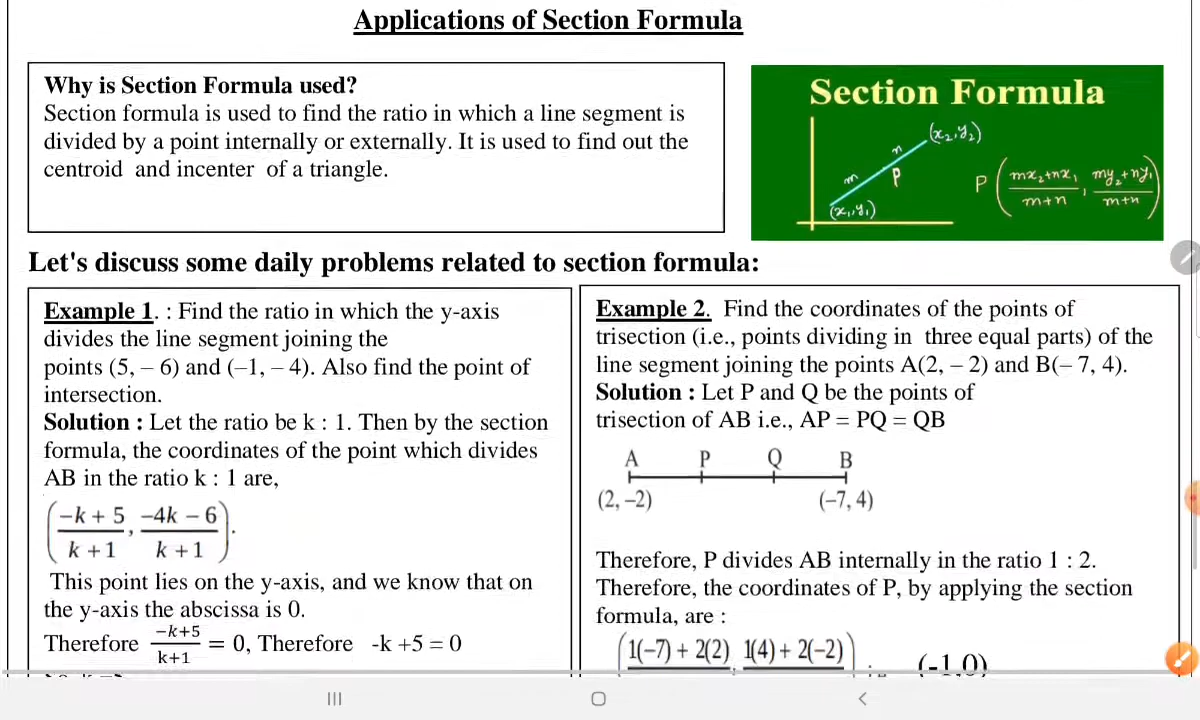 Applications of Section Formula
Why is Section Formula used?
Section formula is used to find the ratio in which a line segment is
divided by a point internally or externally. It is used to find out the
centroid and incenter of a triangle.
Section Formula
(x₂,y₂)
n
m
P
(x₁,y₁)
P ( mx₂+nx₁ / m+n , my₂+ny₁ / m+n )
Let's discuss some daily problems related to section formula:
Example 1. : Find the ratio in which the y-axis
divides the line segment joining the
points (5, – 6) and (–1, – 4). Also find the point of
intersection.
Solution : Let the ratio be k : 1. Then by the section
formula, the coordinates of the point which divides
AB in the ratio k : 1 are,
( –k + 5 / k + 1 , –4k – 6 / k + 1 ).
This point lies on the y-axis, and we know that on
the y-axis the abscissa is 0.
Therefore –k+5 / k+1 = 0, Therefore -k +5 = 0
Example 2. Find the coordinates of the points of
trisection (i.e., points dividing in three equal parts) of the
line segment joining the points A(2, – 2) and B(– 7, 4).
Solution : Let P and Q be the points of
trisection of AB i.e., AP = PQ = QB
A P Q B
(2, –2) (–7, 4)
Therefore, P divides AB internally in the ratio 1 : 2.
Therefore, the coordinates of P, by applying the section
formula, are :
( 1(–7) + 2(2) , 1(4) + 2(–2) ) (-1,0)